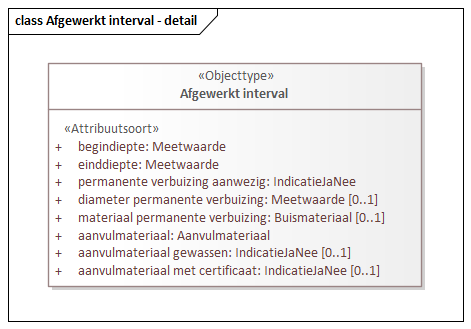 class Afgewerkt interval - detail
«Objecttype»
Afgewerkt interval
«Attribuutsoort»
+ begindiepte: Meetwaarde
+ einddiepte: Meetwaarde
+ permanente verbuizing aanwezig: IndicatieJaNee
+ diameter permanente verbuizing: Meetwaarde [0..1]
+ materiaal permanente verbuizing: Buismateriaal [0..1]
+ aanvulmateriaal: Aanvulmateriaal
+ aanvulmateriaal gewassen: IndicatieJaNee [0..1]
+ aanvulmateriaal met certificaat: IndicatieJaNee [0..1]